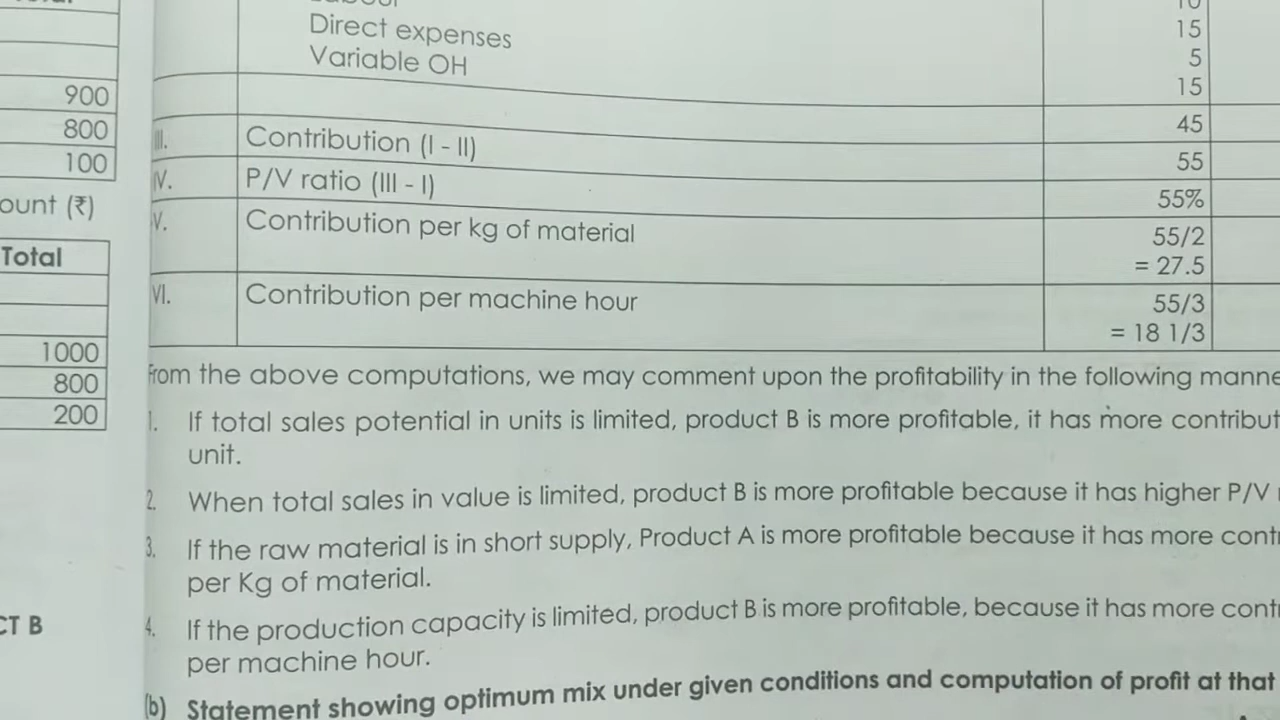 900
800
100
ount (₹)
Total
1000
800
200
CT B
10
Direct expenses 15
Variable OH 5
15
45
III. Contribution (I - II) 55
IV. P/V ratio (III - I) 55%
V. Contribution per kg of material 55/2
= 27.5
VI. Contribution per machine hour 55/3
= 18 1/3
From the above computations, we may comment upon the profitability in the following manne
1. If total sales potential in units is limited, product B is more profitable, it has more contribut
unit.
2. When total sales in value is limited, product B is more profitable because it has higher P/V
3. If the raw material is in short supply, Product A is more profitable because it has more contr
per Kg of material.
4. If the production capacity is limited, product B is more profitable, because it has more contr
per machine hour.
(b) Statement showing optimum mix under given conditions and computation of profit at that